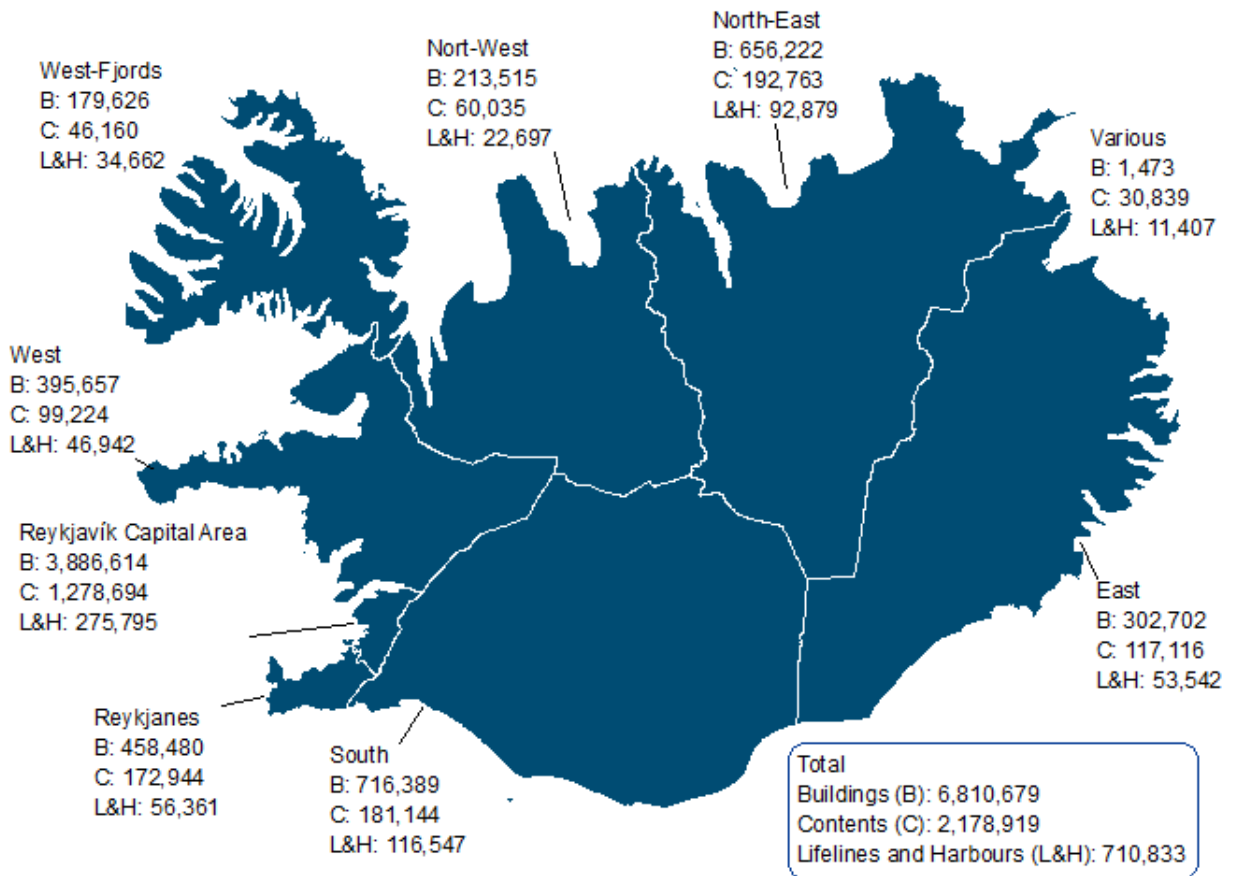 North-East
B: 656,222
C: 192,763
L&H: 92,879
Nort-West
B: 213,515
C: 60,035
L&H: 22,697
West-Fjords
B: 179,626
C: 46,160
L&H: 34,662
Various
B: 1,473
C: 30,839
L&H: 11,407
West
B: 395,657
C: 99,224
L&H: 46,942
Reykjavík Capital Area
B: 3,886,614
C: 1,278,694
L&H: 275,795
East
B: 302,702
C: 117,116
L&H: 53,542
Reykjanes
B: 458,480
C: 172,944
L&H: 56,361
South
B: 716,389
C: 181,144
L&H: 116,547
Total
Buildings (B): 6,810,679
Contents (C): 2,178,919
Lifelines and Harbours (L&H): 710,833